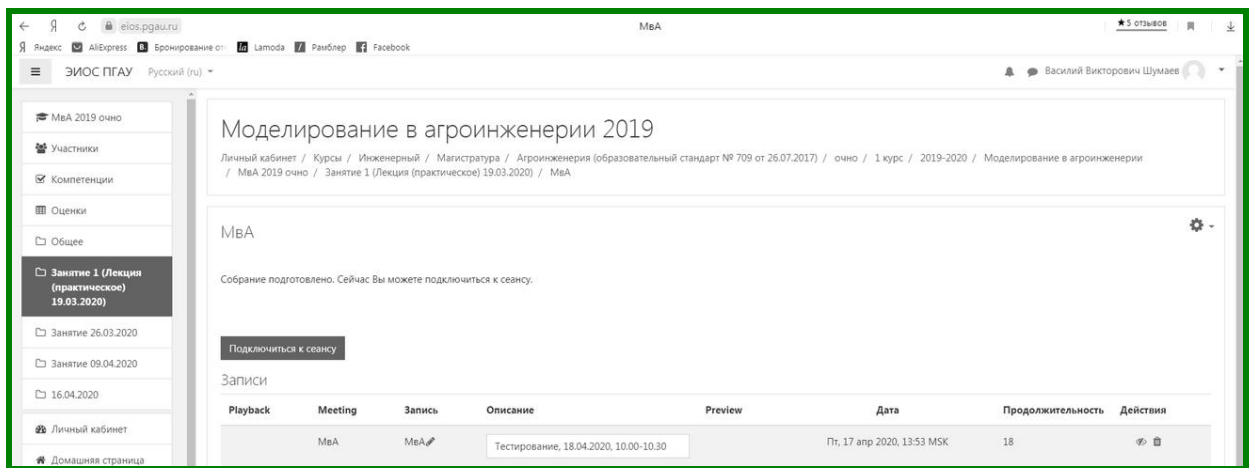 eios.pgau.ru
МвА
★5 отзывов
Яндекс AliExpress Бронирование от Lamoda Рамблер Facebook
ЭИОС ПГАУ Русский (ru)
Василий Викторович Шумаев
МвА 2019 очно
Участники
Компетенции
Оценки
Общее
Занятие 1 (Лекция
(практическое)
19.03.2020)
Занятие 26.03.2020
Занятие 09.04.2020
16.04.2020
Личный кабинет
Домашняя страница
Моделирование в агроинженерии 2019
Личный кабинет / Курсы / Инженерный / Магистратура / Агроинженерия (образовательный стандарт № 709 от 26.07.2017) / очно / 1 курс / 2019-2020 / Моделирование в агроинженерии
/ МвА 2019 очно / Занятие 1 (Лекция (практическое) 19.03.2020) / МвА
МвА
Собрание подготовлено. Сейчас Вы можете подключиться к сеансу.
Подключиться к сеансу
Записи
Playback Meeting Запись Описание Preview Дата Продолжительность Действия
МвА МвА Тестирование, 18.04.2020, 10.00-10.30 Пт, 17 апр 2020, 13:53 MSK 18